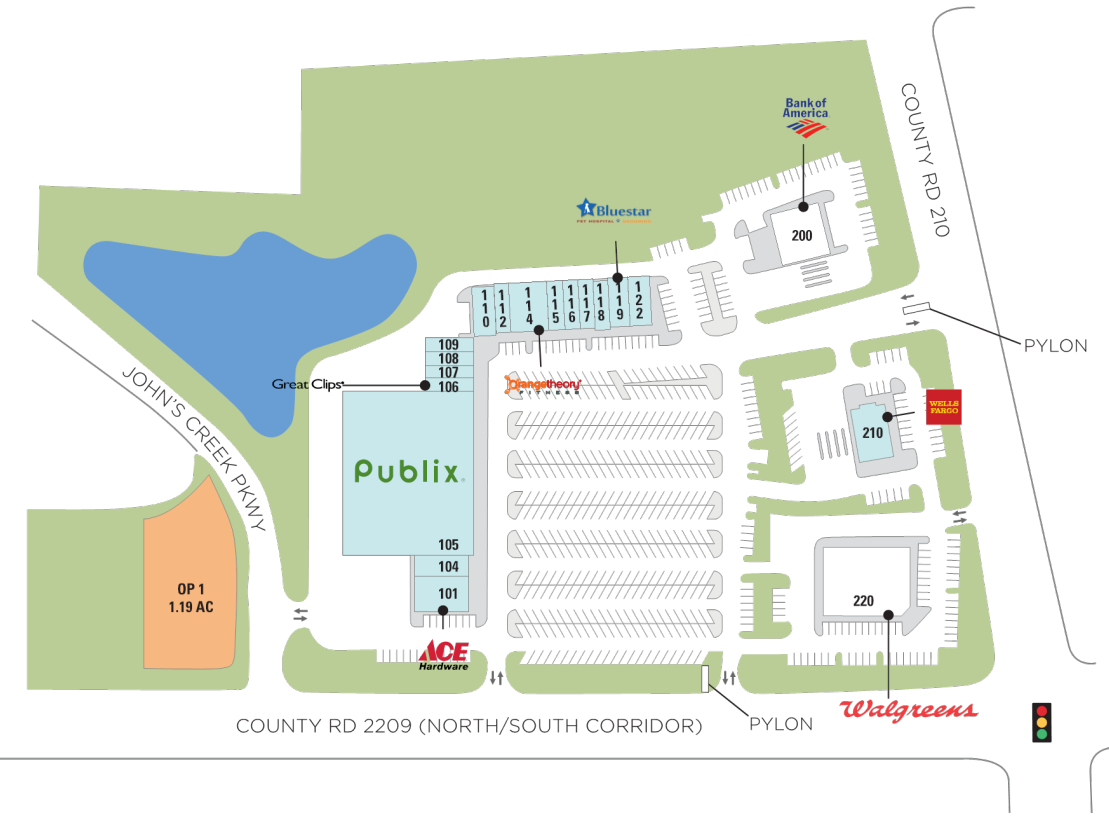 Bank of
America
COUNTY RD 210
Bluestar
PET HOSPITAL
200
110
112
114
115
116
117
118
119
122
PYLON
109
108
107
106
Great Clips
Orangetheory
FITNESS
JOHN'S CREEK PKWY
WELLS
FARGO
210
Publix
105
104
101
OP 1
1.19 AC
220
ACE
Hardware
Walgreens
COUNTY RD 2209 (NORTH/SOUTH CORRIDOR)
PYLON